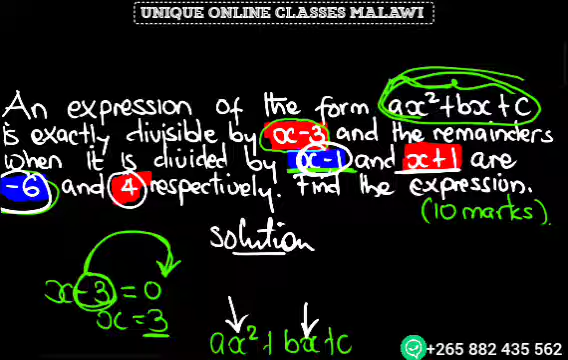 UNIQUE ONLINE CLASSES MALAWI
An expression of the form ax²+bx+c
is exactly divisible by x-3 and the remainders
when it is divided by x-1 and x+1 are
-6 and 4 respectively. Find the expression.
(10 marks).
solution
x-3=0
x=3
ax²+bx+c
+265 882 435 562